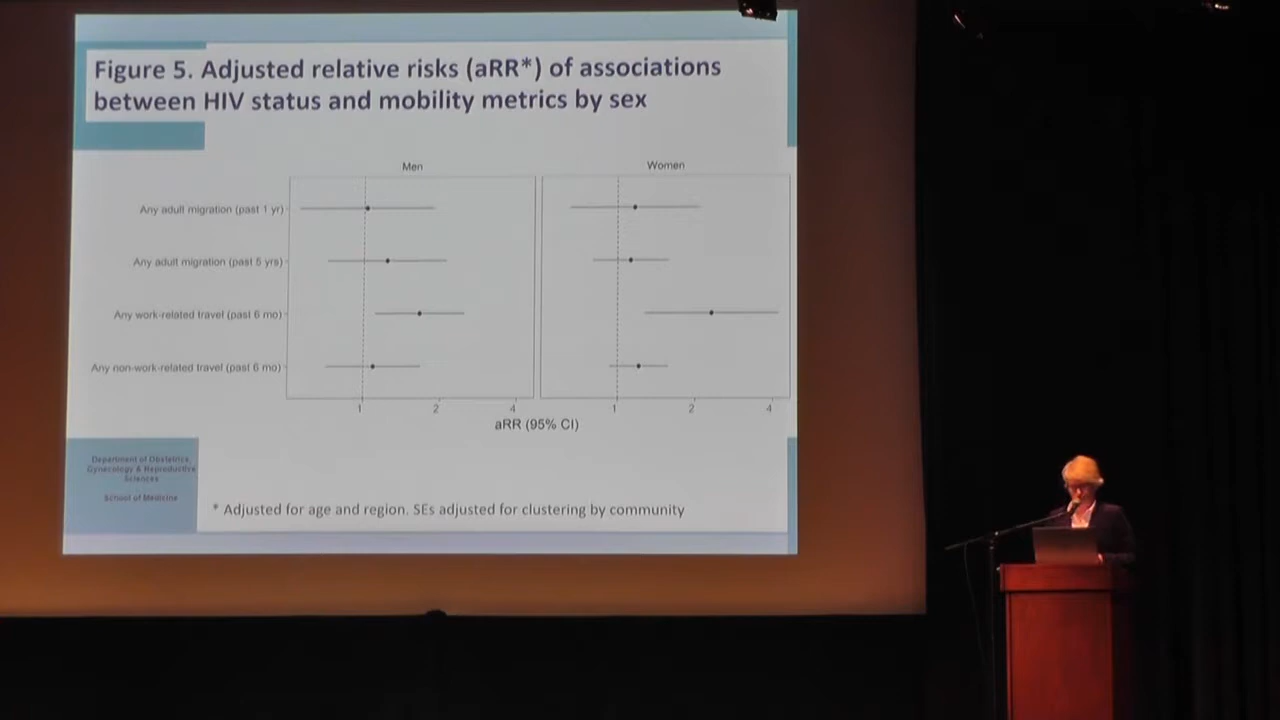 Figure 5. Adjusted relative risks (aRR*) of associations
between HIV status and mobility metrics by sex
Men
Women
Any adult migration (past 1 yr)
Any adult migration (past 5 yrs)
Any work-related travel (past 6 mo)
Any non-work-related travel (past 6 mo)
1 2 4
1 2 4
aRR (95% CI)
Department of Obstetrics,
Gynecology & Reproductive
Sciences
School of Medicine
* Adjusted for age and region. SEs adjusted for clustering by community